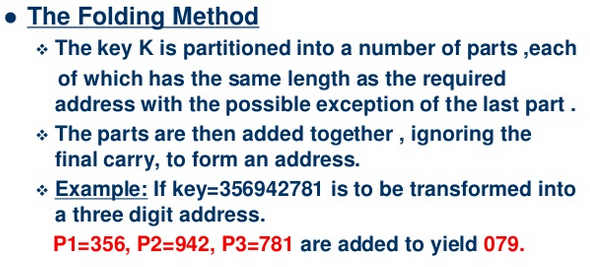 ● The Folding Method
❖ The key K is partitioned into a number of parts ,each
of which has the same length as the required
address with the possible exception of the last part .
❖ The parts are then added together , ignoring the
final carry, to form an address.
❖ Example: If key=356942781 is to be transformed into
a three digit address.
P1=356, P2=942, P3=781 are added to yield 079.